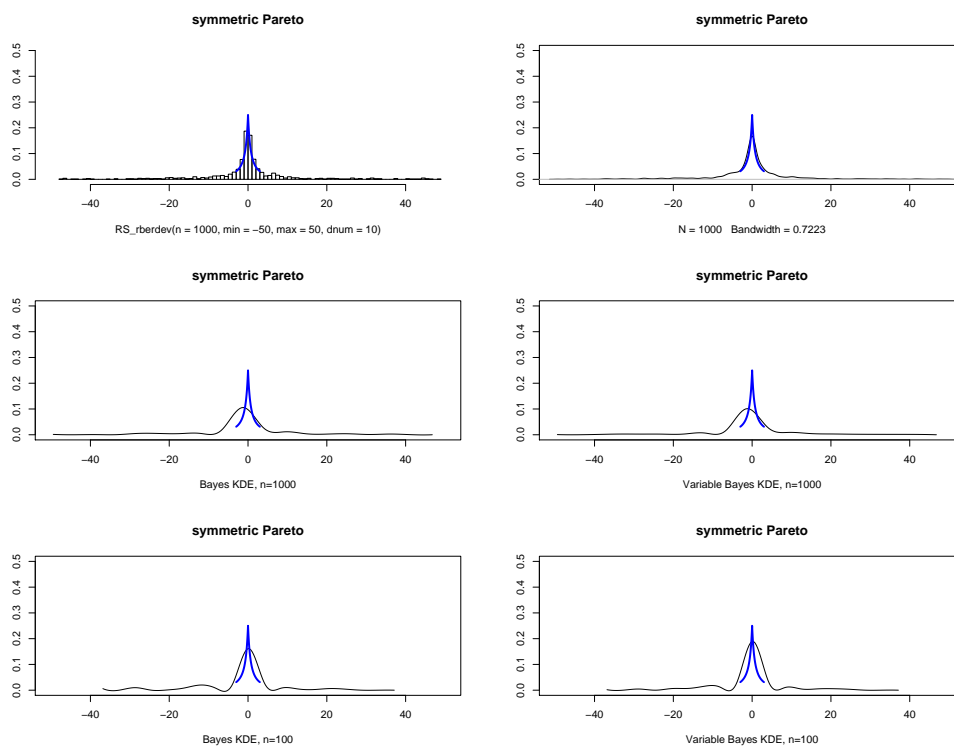 symmetric Pareto
0.0 0.1 0.2 0.3 0.4 0.5
−40 −20 0 20 40
RS_rberdev(n = 1000, min = −50, max = 50, dnum = 10)
symmetric Pareto
0.0 0.1 0.2 0.3 0.4 0.5
−40 −20 0 20 40
N = 1000 Bandwidth = 0.7223
symmetric Pareto
0.0 0.1 0.2 0.3 0.4 0.5
−40 −20 0 20 40
Bayes KDE, n=1000
symmetric Pareto
0.0 0.1 0.2 0.3 0.4 0.5
−40 −20 0 20 40
Variable Bayes KDE, n=1000
symmetric Pareto
0.0 0.1 0.2 0.3 0.4 0.5
−40 −20 0 20 40
Bayes KDE, n=100
symmetric Pareto
0.0 0.1 0.2 0.3 0.4 0.5
−40 −20 0 20 40
Variable Bayes KDE, n=100